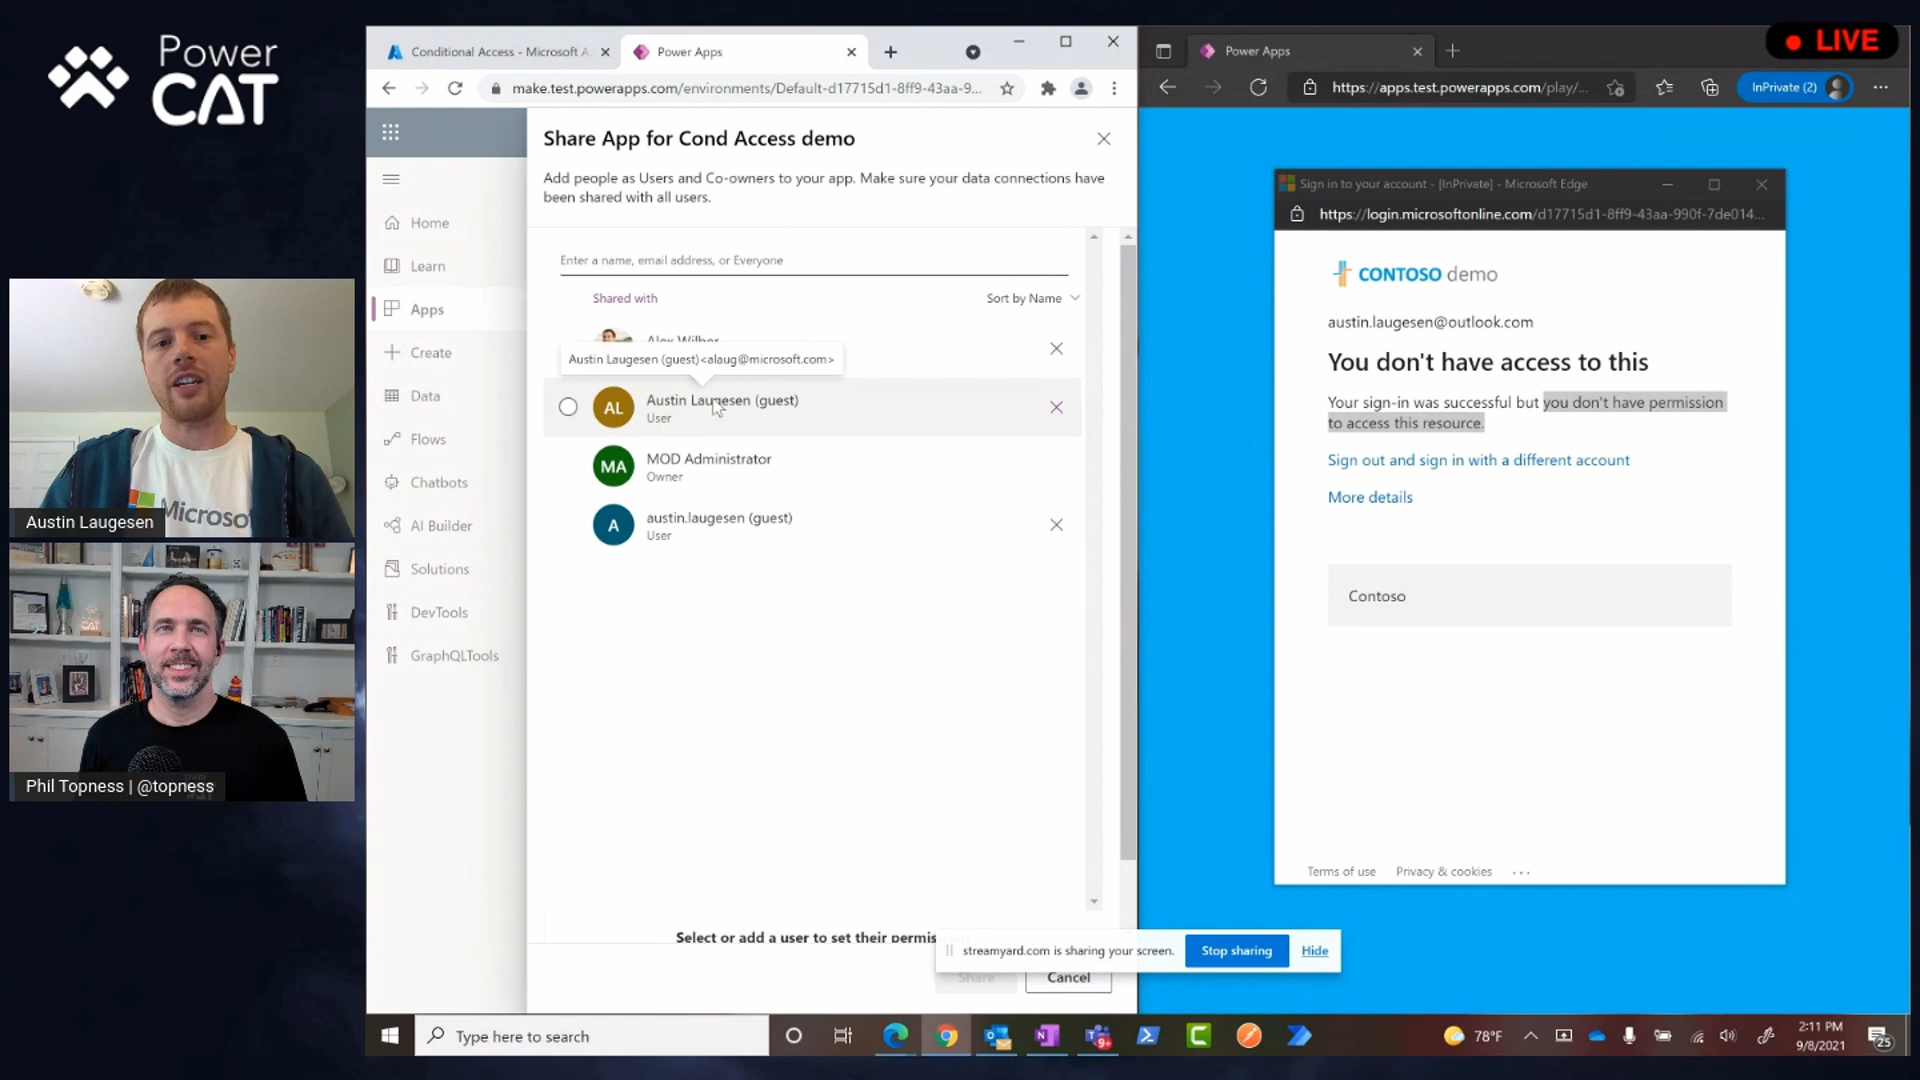 Power
CAT
LIVE
Conditional Access - Microsoft A
Power Apps
make.test.powerapps.com/environments/Default-d17715d1-8ff9-43aa-9...
Share App for Cond Access demo
Add people as Users and Co-owners to your app. Make sure your data connections have
been shared with all users.
Home
Learn
Apps
Create
Data
Flows
Chatbots
AI Builder
Solutions
DevTools
GraphQLTools
Enter a name, email address, or Everyone
Shared with
Sort by Name
Alex Wilber
Austin Laugesen (guest)<alaug@microsoft.com>
AL
Austin Laugesen (guest)
User
MA
MOD Administrator
Owner
A
austin.laugesen (guest)
User
Select or add a user to set their permis
Share
Cancel
streamyard.com is sharing your screen.
Stop sharing
Hide
Power Apps
https://apps.test.powerapps.com/play/...
InPrivate (2)
Sign in to your account - [InPrivate] - Microsoft Edge
https://login.microsoftonline.com/d17715d1-8ff9-43aa-990f-7de014...
CONTOSO demo
austin.laugesen@outlook.com
You don't have access to this
Your sign-in was successful but you don't have permission
to access this resource.
Sign out and sign in with a different account
More details
Contoso
Terms of use
Privacy & cookies
...
Microsof
Austin Laugesen
Phil Topness | @topness
Type here to search
9+
78°F
2:11 PM
9/8/2021
25